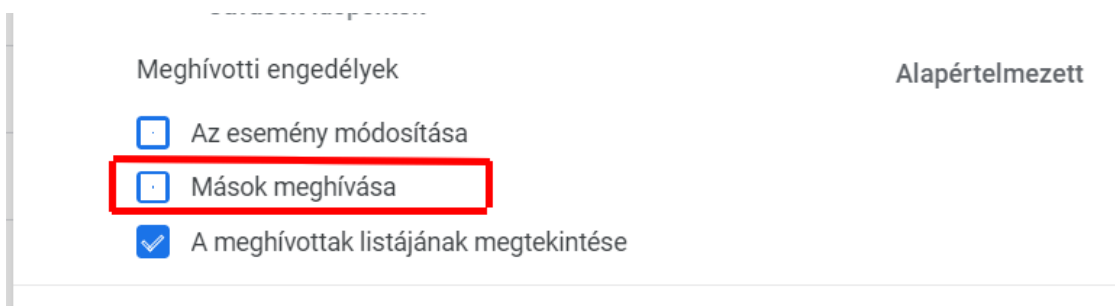 Meghívotti engedélyek
Alapértelmezett
Az esemény módosítása
Mások meghívása
A meghívottak listájának megtekintése